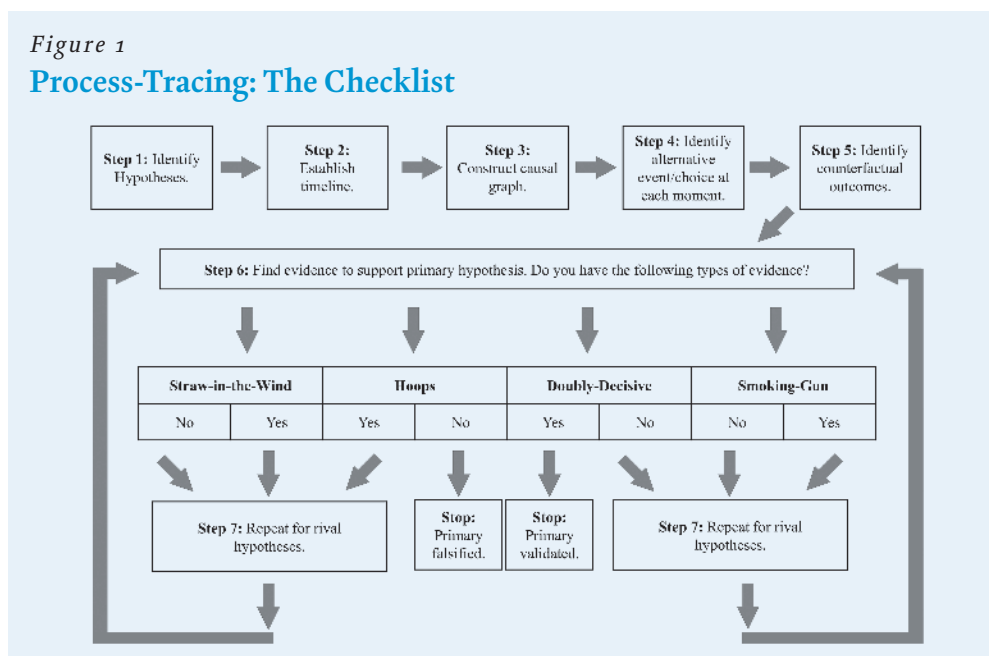 Figure 1
Process-Tracing: The Checklist
Step 1: Identify
Hypotheses.
Step 2:
Establish
timeline.
Step 3:
Construct causal
graph.
Step 4: Identify
alternative
event/choice at
each moment.
Step 5: Identify
counterfactual
outcomes.
Step 6: Find evidence to support primary hypothesis. Do you have the following types of evidence?
Straw-in-the-Wind
Hoops
Doubly-Decisive
Smoking-Gun
No
Yes
Yes
No
Yes
No
No
Yes
Step 7: Repeat for rival
hypotheses.
Stop:
Primary
falsified.
Stop:
Primary
validated.
Step 7: Repeat for rival
hypotheses.